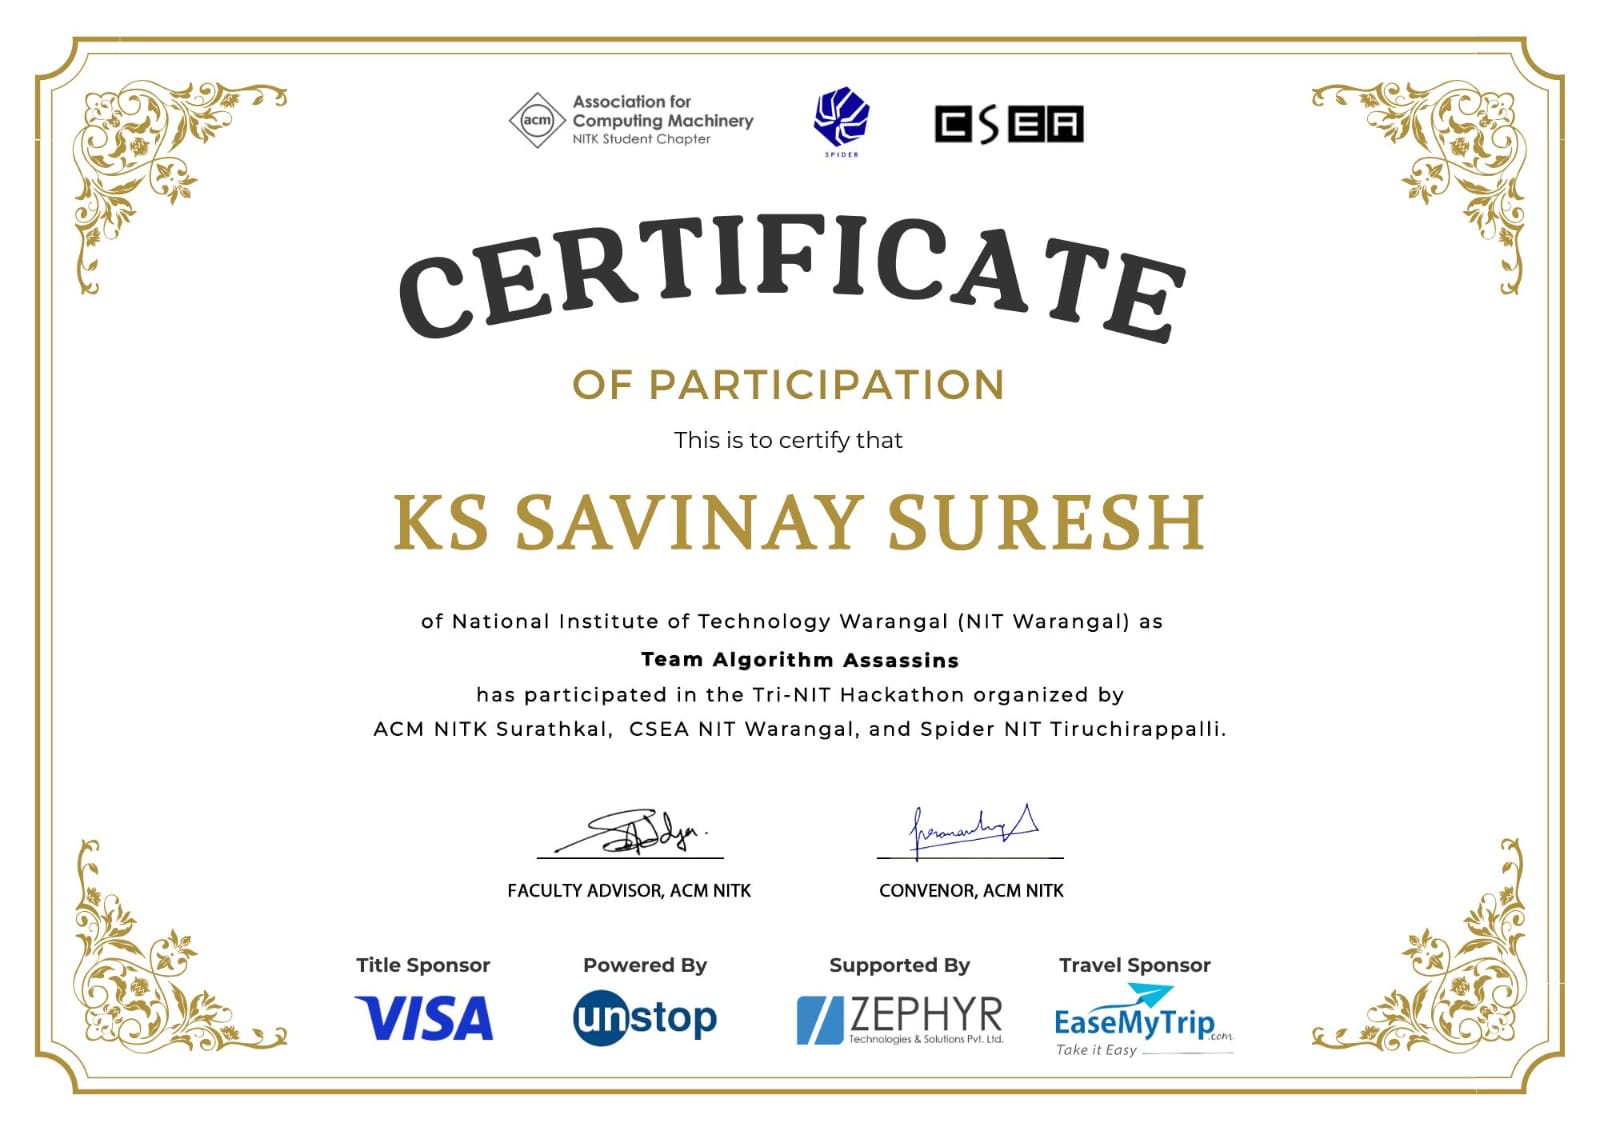 acm
Association for
Computing Machinery
NITK Student Chapter
SPIDER
CSEA
CERTIFICATE
OF PARTICIPATION
This is to certify that
KS SAVINAY SURESH
of National Institute of Technology Warangal (NIT Warangal) as
Team Algorithm Assassins
has participated in the Tri-NIT Hackathon organized by
ACM NITK Surathkal, CSEA NIT Warangal, and Spider NIT Tiruchirappalli.
FACULTY ADVISOR, ACM NITK
CONVENOR, ACM NITK
Title Sponsor
VISA
Powered By
unstop
Supported By
ZEPHYR
Technologies & Solutions Pvt. Ltd.
Travel Sponsor
EaseMyTrip.com
Take it Easy